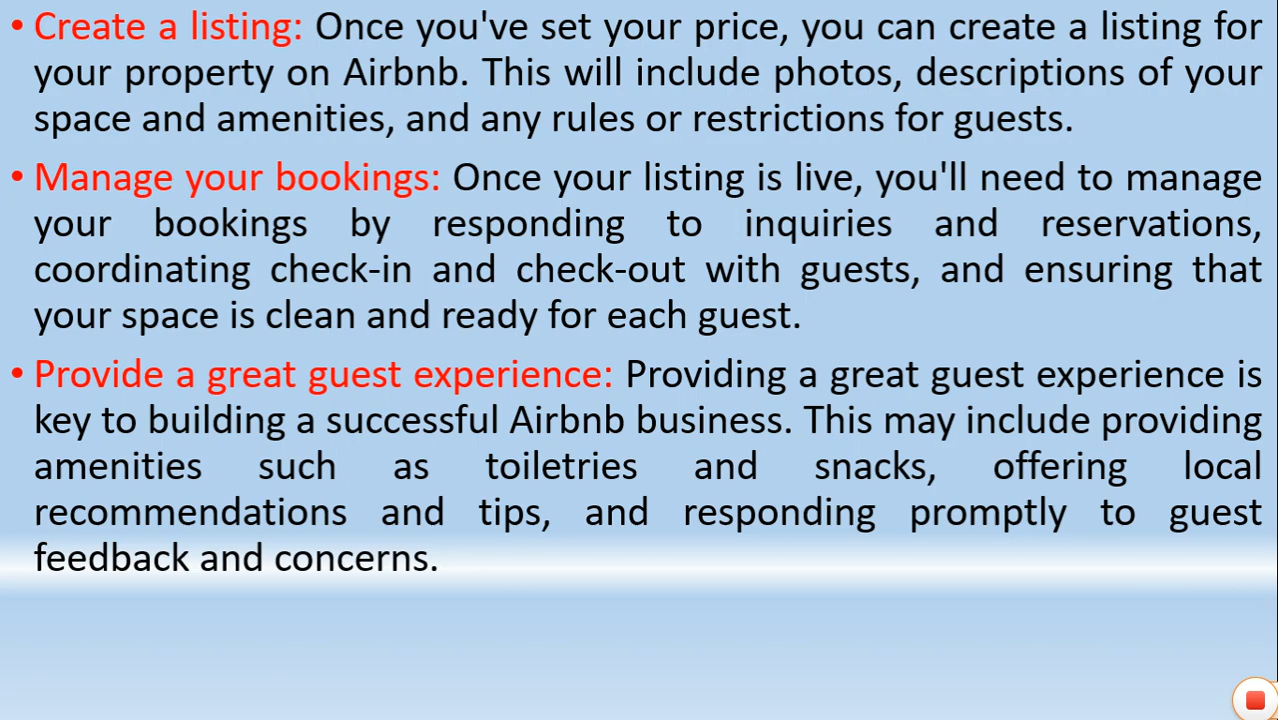 • Create a listing: Once you've set your price, you can create a listing for
your property on Airbnb. This will include photos, descriptions of your
space and amenities, and any rules or restrictions for guests.
• Manage your bookings: Once your listing is live, you'll need to manage
your bookings by responding to inquiries and reservations,
coordinating check-in and check-out with guests, and ensuring that
your space is clean and ready for each guest.
• Provide a great guest experience: Providing a great guest experience is
key to building a successful Airbnb business. This may include providing
amenities such as toiletries and snacks, offering local
recommendations and tips, and responding promptly to guest
feedback and concerns.